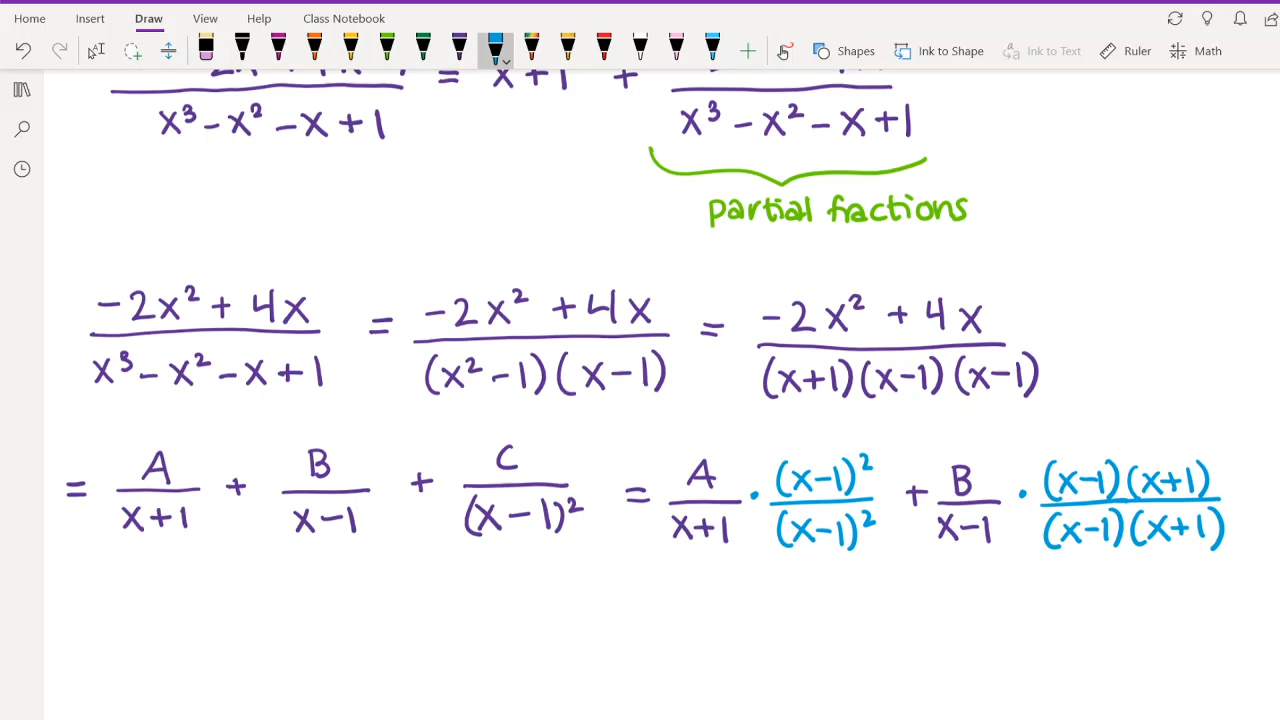 Home Insert Draw View Help Class Notebook
Shapes Ink to Shape Ink to Text Ruler Math
= x+1 +
x³ - x² - x + 1 x³ - x² - x + 1
partial fractions
-2x² + 4x = -2x² + 4x = -2x² + 4x
x³ - x² - x + 1 (x² - 1)(x - 1) (x+1)(x-1)(x-1)
= A + B + C = A · (x-1)² + B · (x-1)(x+1)
x+1 x-1 (x-1)² x+1 (x-1)² x-1 (x-1)(x+1)